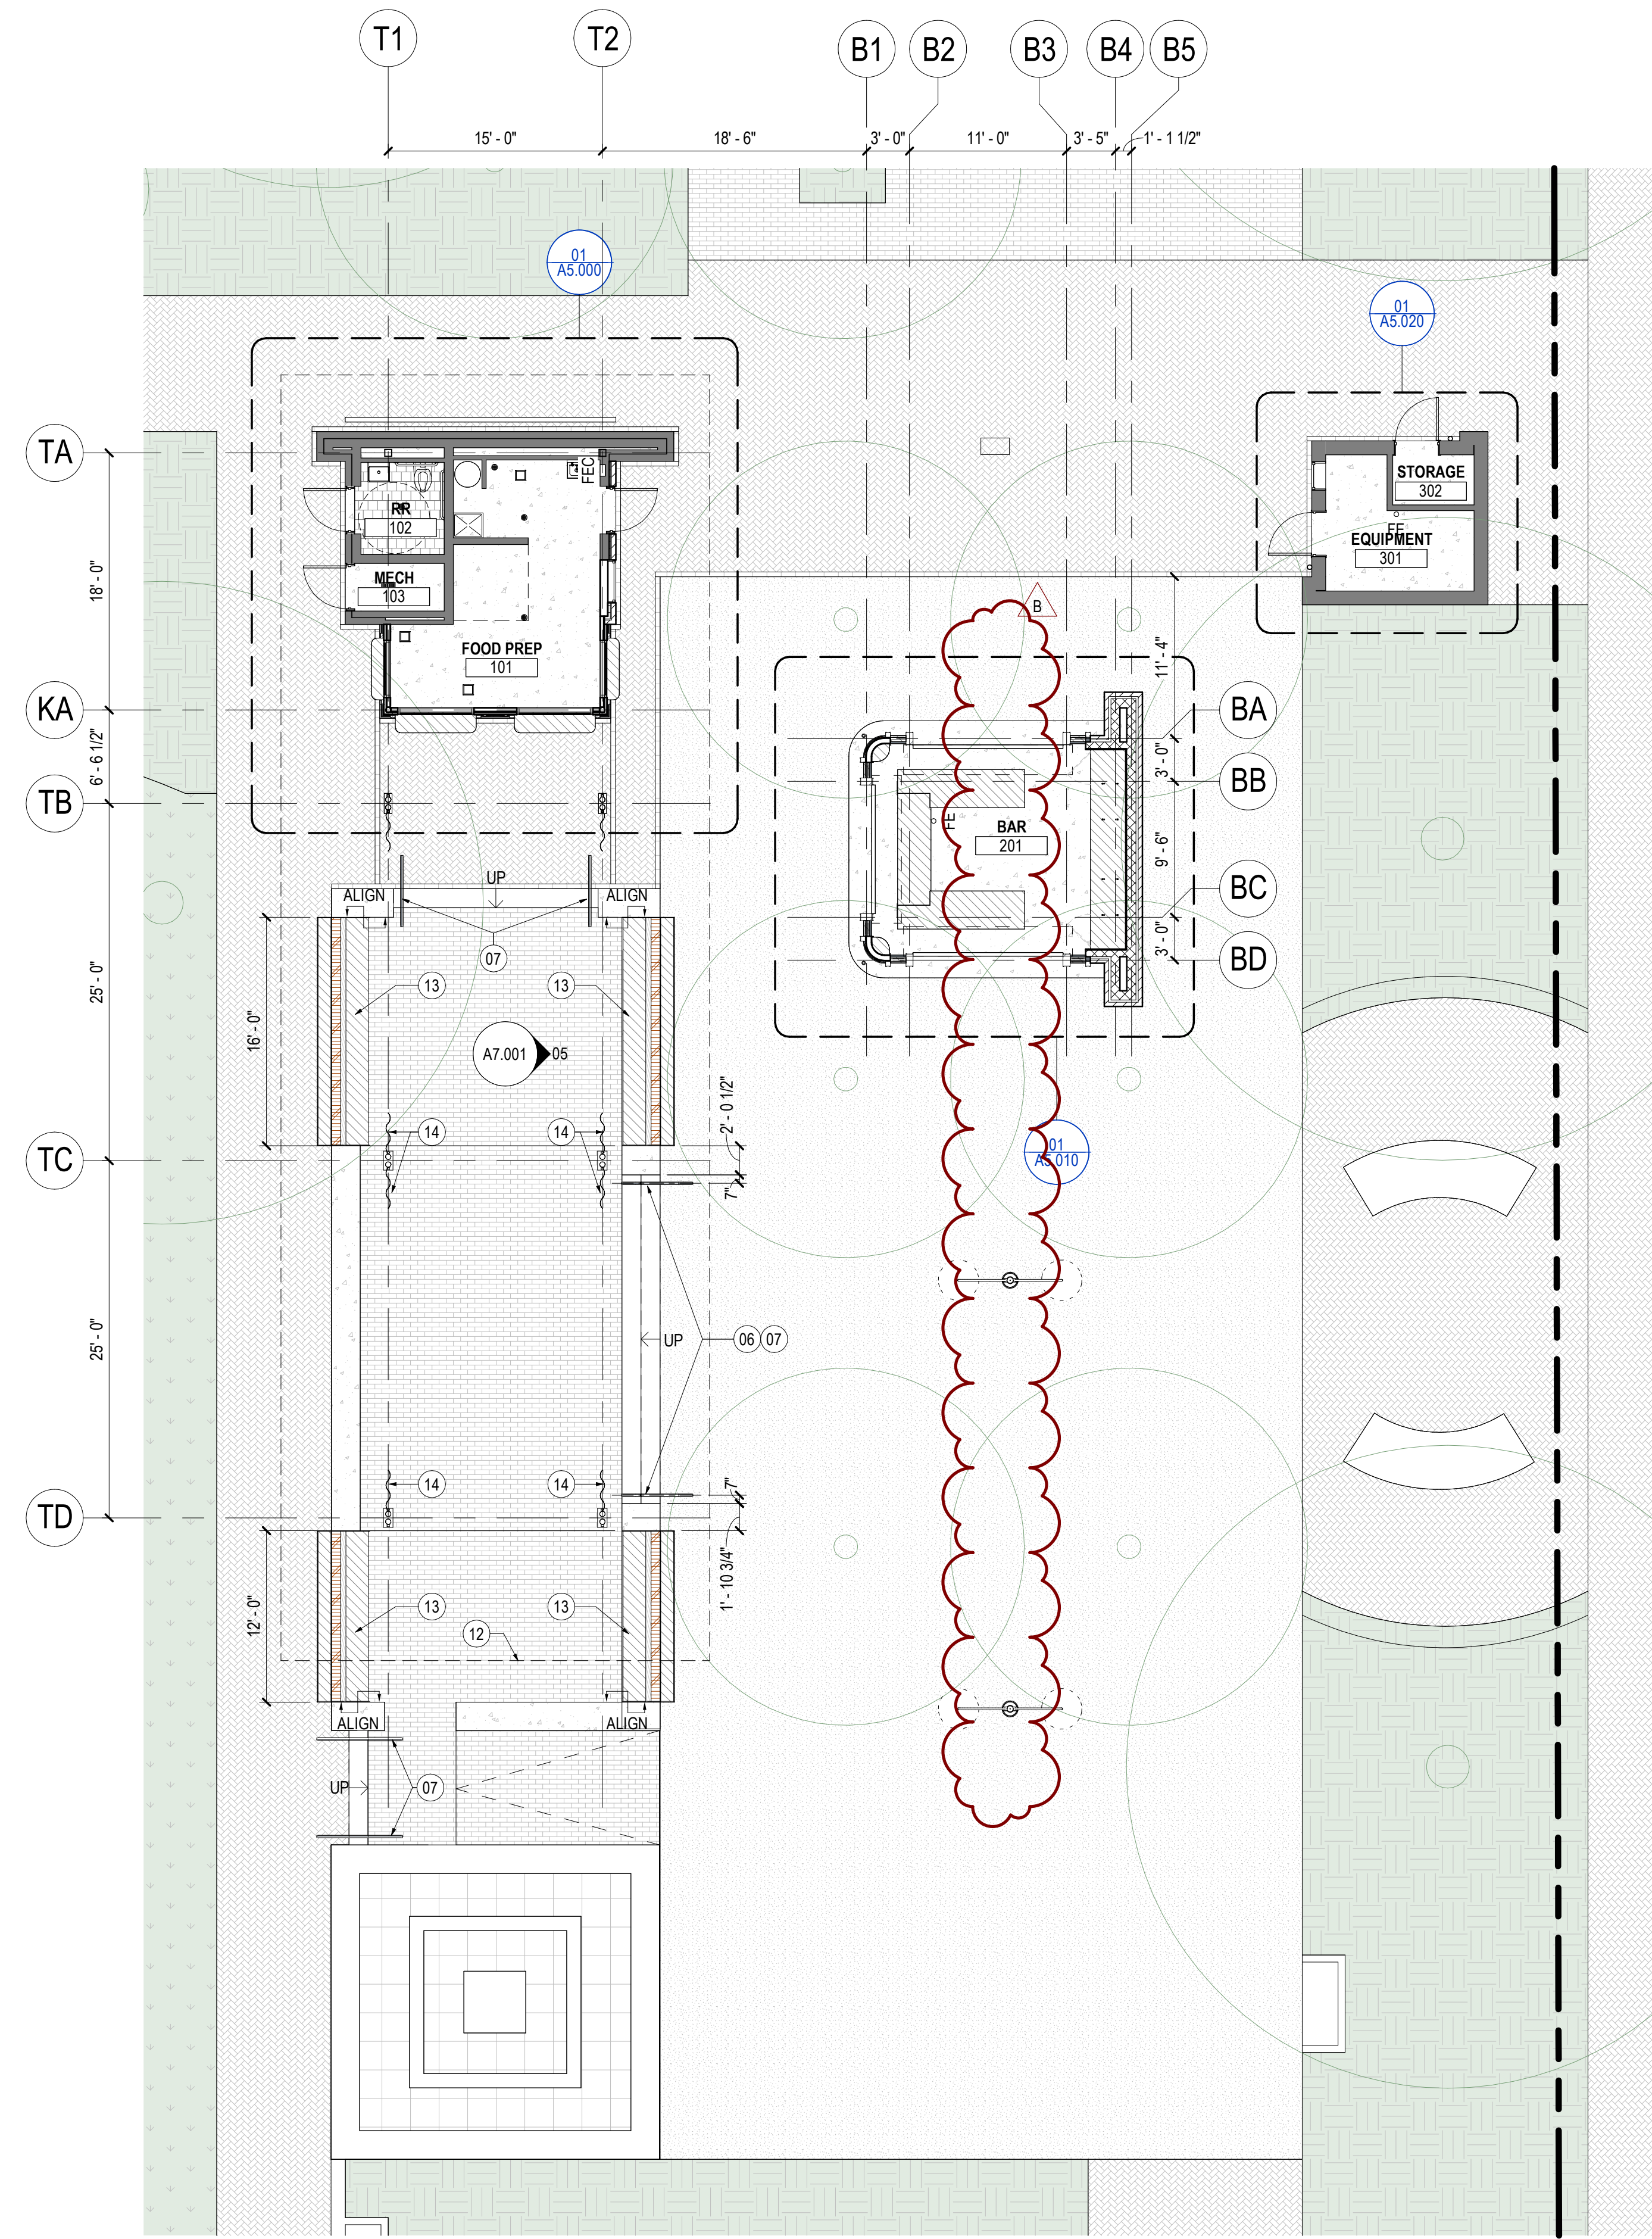 T1
T2
B1
B2
B3
B4
B5
15' - 0"
18' - 6"
3' - 0"
11' - 0"
3' - 5"
1' - 1 1/2"
01
A5.000
01
A5.020
TA
FEC
STORAGE
302
RR
102
FE
EQUIPMENT
301
18' - 0"
MECH
103
B
FOOD PREP
101
11' - 4"
KA
BA
6' - 6 1/2"
3' - 0"
BB
TB
FE
BAR
201
9' - 6"
UP
ALIGN
ALIGN
BC
07
3' - 0"
BD
25' - 0"
13
13
16' - 0"
A7.001
05
2' - 0 1/2"
14
14
01
A5.010
TC
7"
25' - 0"
UP
06
07
14
14
7"
TD
1' - 10 3/4"
12' - 0"
13
13
12
ALIGN
ALIGN
UP
07